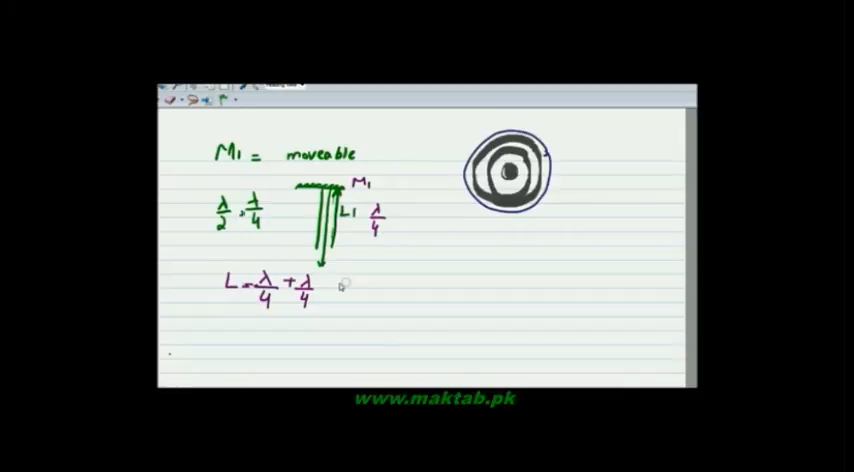 M1 = moveable
M1
λ/2 , λ/4
L1 λ/4
L = λ/4 + λ/4
www.maktab.pk